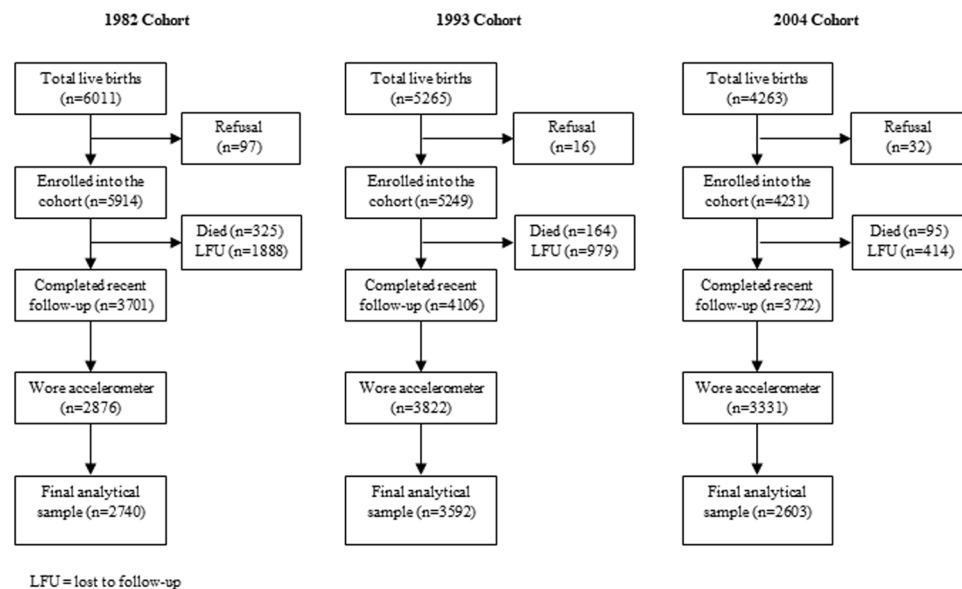 1982 Cohort
Total live births
(n=6011)
Refusal
(n=97)
Enrolled into the
cohort (n=5914)
Died (n=325)
LFU (n=1888)
Completed recent
follow-up (n=3701)
Wore accelerometer
(n=2876)
Final analytical
sample (n=2740)
1993 Cohort
Total live births
(n=5265)
Refusal
(n=16)
Enrolled into the
cohort (n=5249)
Died (n=164)
LFU (n=979)
Completed recent
follow-up (n=4106)
Wore accelerometer
(n=3822)
Final analytical
sample (n=3592)
2004 Cohort
Total live births
(n=4263)
Refusal
(n=32)
Enrolled into the
cohort (n=4231)
Died (n=95)
LFU (n=414)
Completed recent
follow-up (n=3722)
Wore accelerometer
(n=3331)
Final analytical
sample (n=2603)
LFU = lost to follow-up